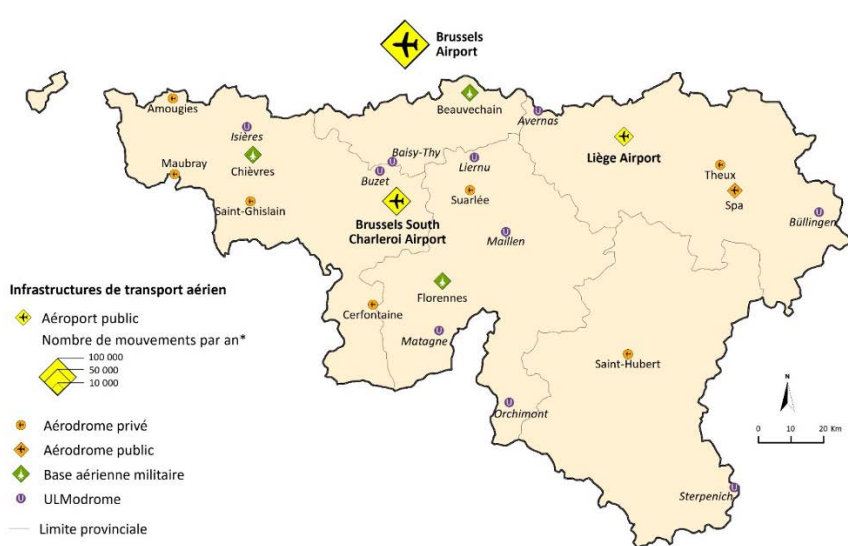 Brussels
Airport
Amougies
Isières
Beauvechain
Avernas
Maubray
Chièvres
Baisy-Thy
Buzet
Liernu
Liège Airport
Theux
Saint-Ghislain
Suarlée
Spa
Brussels South
Charleroi Airport
Maillen
Büllingen
Infrastructures de transport aérien
Aéroport public
Nombre de mouvements par an*
100 000
50 000
10 000
Aérodrome privé
Aérodrome public
Base aérienne militaire
ULModrome
Limite provinciale
Florennes
Cerfontaine
Matagne
Saint-Hubert
Orchimont
Sterpenich
N
0 10 20 Km
U
U
U
U
U
U
U
U
U
U